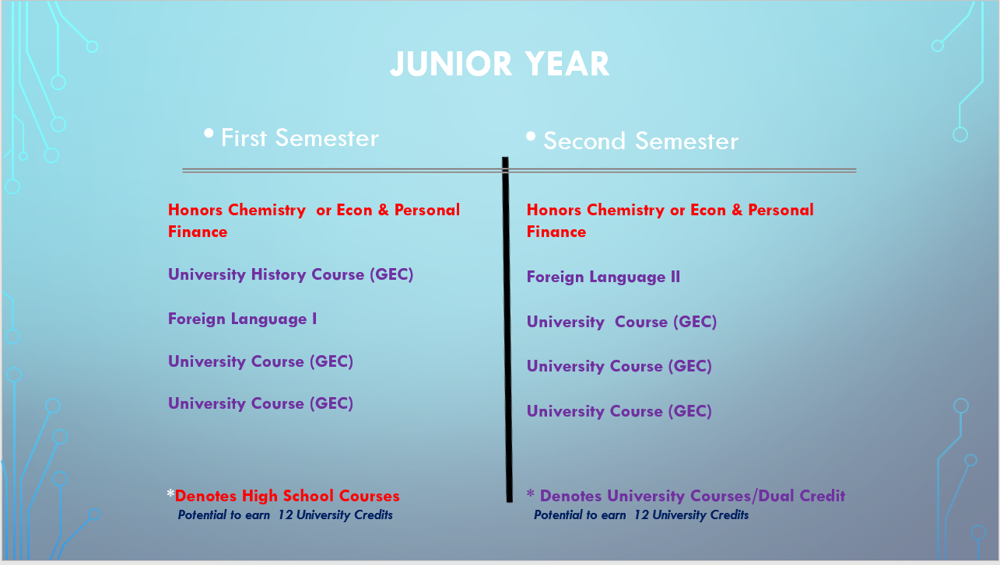 JUNIOR YEAR
• First Semester
Honors Chemistry  or Econ & Personal
Finance
University History Course (GEC)
Foreign Language I
University Course (GEC)
University Course (GEC)
*Denotes High School Courses
Potential to earn  12 University Credits
• Second Semester
Honors Chemistry or Econ & Personal
Finance
Foreign Language II
University  Course (GEC)
University Course (GEC)
University Course (GEC)
* Denotes University Courses/Dual Credit
Potential to earn  12 University Credits